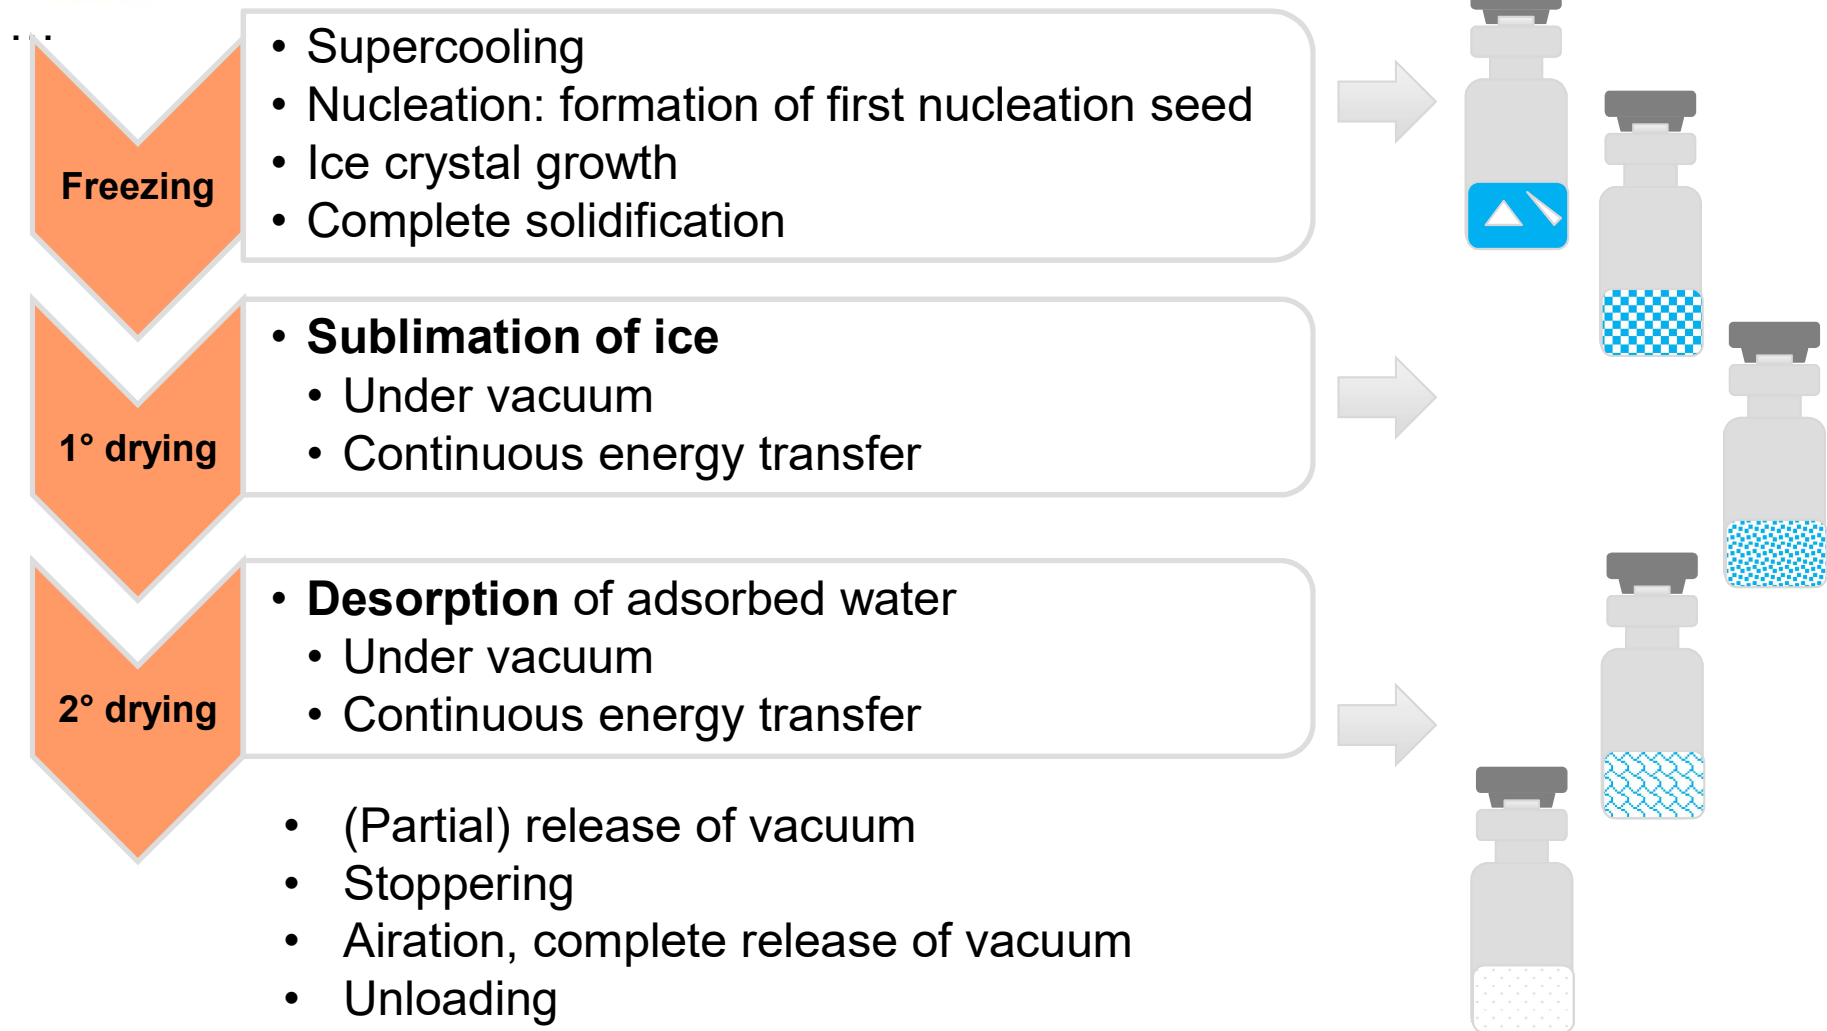 …
Freezing
• Supercooling
• Nucleation: formation of first nucleation seed
• Ice crystal growth
• Complete solidification
1° drying
• Sublimation of ice
• Under vacuum
• Continuous energy transfer
2° drying
• Desorption of adsorbed water
• Under vacuum
• Continuous energy transfer
• (Partial) release of vacuum
• Stoppering
• Airation, complete release of vacuum
• Unloading